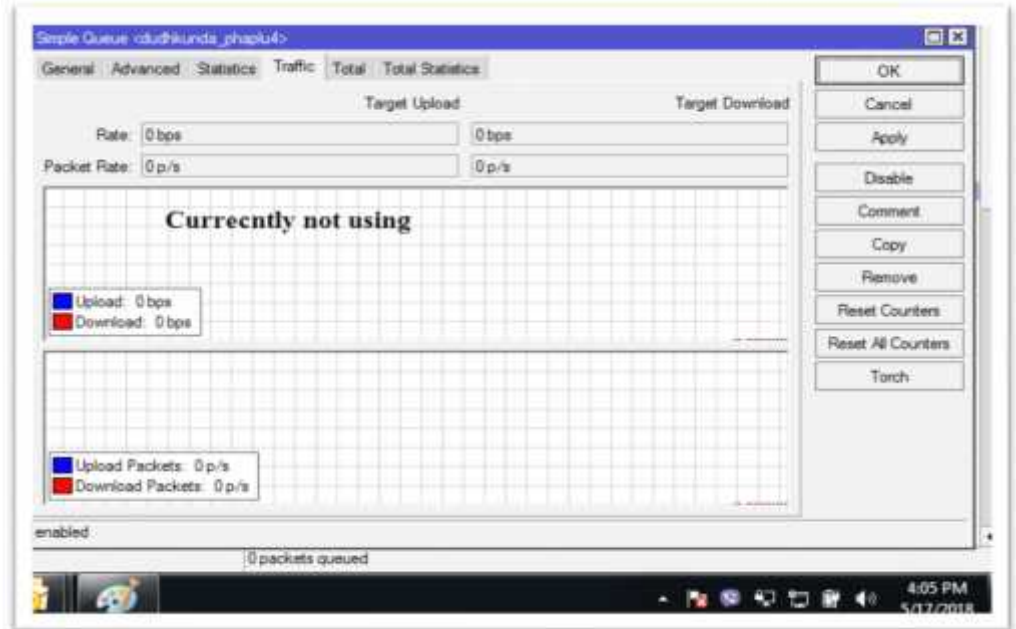 Simple Queue <dudhkunda_phaplu4>
General Advanced Statistics Traffic Total Total Statistics
Target Upload Target Download
Rate: 0 bps 0 bps
Packet Rate: 0 p/s 0 p/s
Currecntly not using
Upload: 0 bps
Download: 0 bps
Upload Packets: 0 p/s
Download Packets: 0 p/s
OK
Cancel
Apply
Disable
Comment
Copy
Remove
Reset Counters
Reset All Counters
Torch
enabled
0 packets queued
4:05 PM
5/17/2018